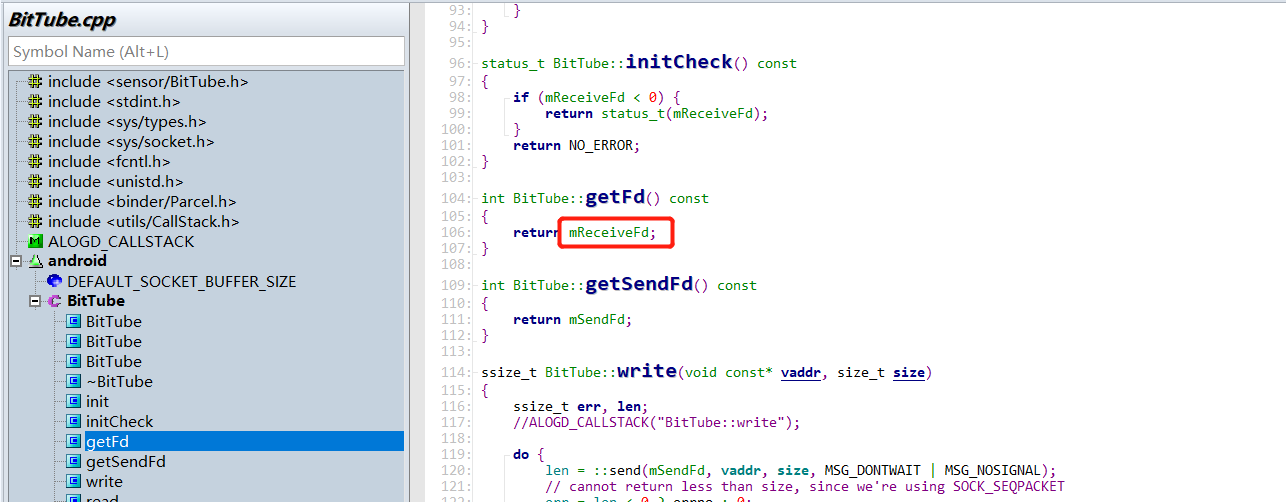 BitTube.cpp
Symbol Name (Alt+L)
include <sensor/BitTube.h>
include <stdint.h>
include <sys/types.h>
include <sys/socket.h>
include <fcntl.h>
include <unistd.h>
include <binder/Parcel.h>
include <utils/CallStack.h>
ALOGD_CALLSTACK
android
DEFAULT_SOCKET_BUFFER_SIZE
BitTube
BitTube
BitTube
BitTube
~BitTube
init
initCheck
getFd
getSendFd
write
read
93: }
94: }
95:
96: status_t BitTube::initCheck() const
97: {
98: if (mReceiveFd < 0) {
99: return status_t(mReceiveFd);
100: }
101: return NO_ERROR;
102: }
103:
104: int BitTube::getFd() const
105: {
106: return mReceiveFd;
107: }
108:
109: int BitTube::getSendFd() const
110: {
111: return mSendFd;
112: }
113:
114: ssize_t BitTube::write(void const* vaddr, size_t size)
115: {
116: ssize_t err, len;
117: //ALOGD_CALLSTACK("BitTube::write");
118:
119: do {
120: len = ::send(mSendFd, vaddr, size, MSG_DONTWAIT | MSG_NOSIGNAL);
121: // cannot return less than size, since we're using SOCK_SEQPACKET
122: err = len < 0 ? errno : 0;